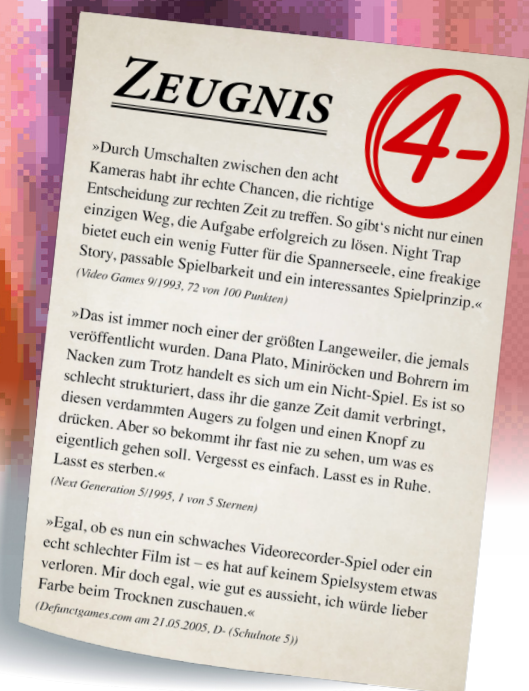 ZEUGNIS
4-
»Durch Umschalten zwischen den acht
Kameras habt ihr echte Chancen, die richtige
Entscheidung zur rechten Zeit zu treffen. So gibt's nicht nur einen
einzigen Weg, die Aufgabe erfolgreich zu lösen. Night Trap
bietet euch ein wenig Futter für die Spannerseele, eine freakige
Story, passable Spielbarkeit und ein interessantes Spielprinzip.«
(Video Games 9/1993, 72 von 100 Punkten)
»Das ist immer noch einer der größten Langeweiler, die jemals
veröffentlicht wurden. Dana Plato, Miniröcken und Bohrern im
Nacken zum Trotz handelt es sich um ein Nicht-Spiel. Es ist so
schlecht strukturiert, dass ihr die ganze Zeit damit verbringt,
diesen verdammten Augers zu folgen und einen Knopf zu
drücken. Aber so bekommt ihr fast nie zu sehen, um was es
eigentlich gehen soll. Vergesst es einfach. Lasst es in Ruhe.
Lasst es sterben.«
(Next Generation 5/1995, 1 von 5 Sternen)
»Egal, ob es nun ein schwaches Videorecorder-Spiel oder ein
echt schlechter Film ist – es hat auf keinem Spielsystem etwas
verloren. Mir doch egal, wie gut es aussieht, ich würde lieber
Farbe beim Trocknen zuschauen.«
(Defunctgames.com am 21.05.2005, D- (Schulnote 5))